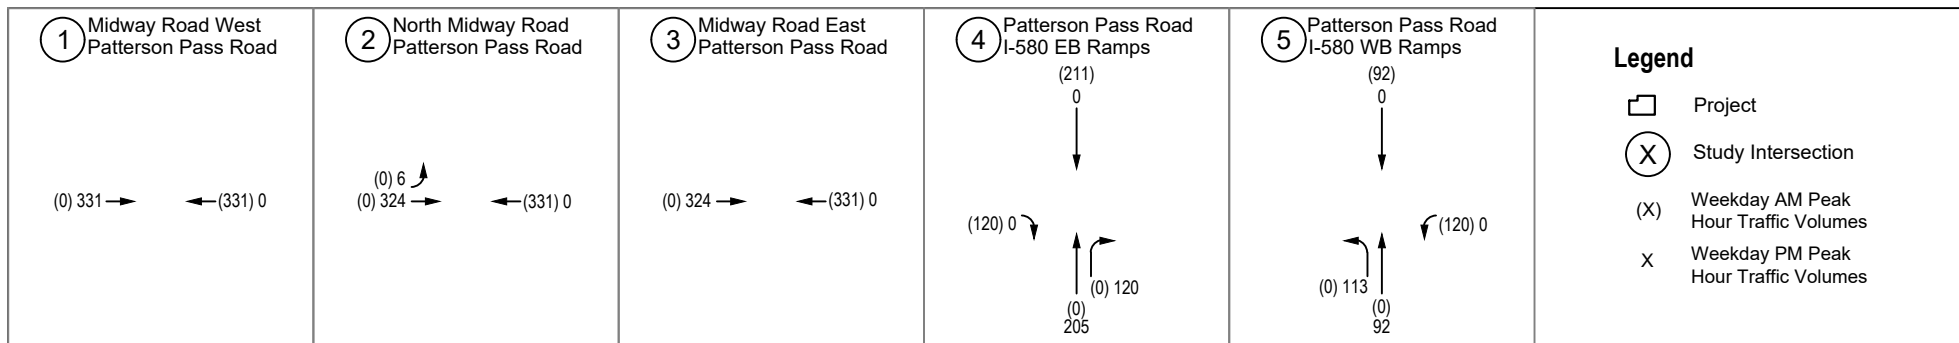 1
Midway Road West
Patterson Pass Road
(0) 331
(331) 0
2
North Midway Road
Patterson Pass Road
(0) 6
(0) 324
(331) 0
3
Midway Road East
Patterson Pass Road
(0) 324
(331) 0
4
Patterson Pass Road
I-580 EB Ramps
(211)
0
(120) 0
(0) 120
(0)
205
5
Patterson Pass Road
I-580 WB Ramps
(92)
0
(120) 0
(0) 113
(0)
92
Legend
Project
X
Study Intersection
(X)
Weekday AM Peak
Hour Traffic Volumes
X
Weekday PM Peak
Hour Traffic Volumes